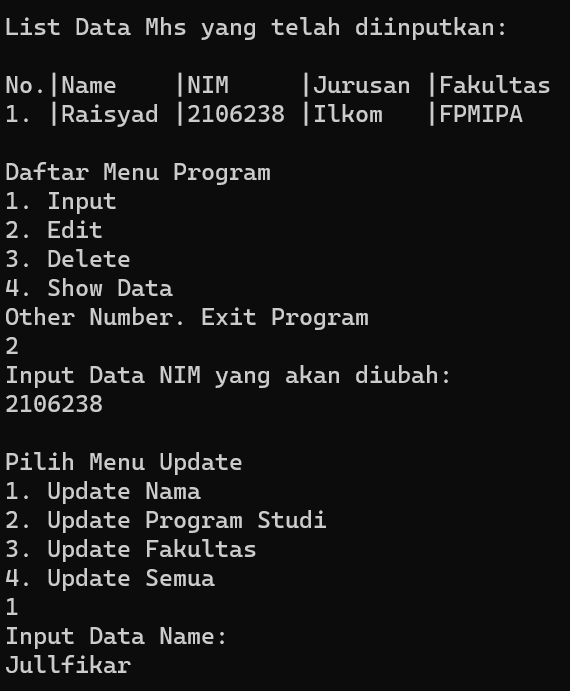 List Data Mhs yang telah diinputkan:
No.|Name    |NIM     |Jurusan |Fakultas
1. |Raisyad |2106238 |Ilkom   |FPMIPA
Daftar Menu Program
1. Input
2. Edit
3. Delete
4. Show Data
Other Number. Exit Program
2
Input Data NIM yang akan diubah:
2106238
Pilih Menu Update
1. Update Nama
2. Update Program Studi
3. Update Fakultas
4. Update Semua
1
Input Data Name:
Jullfikar